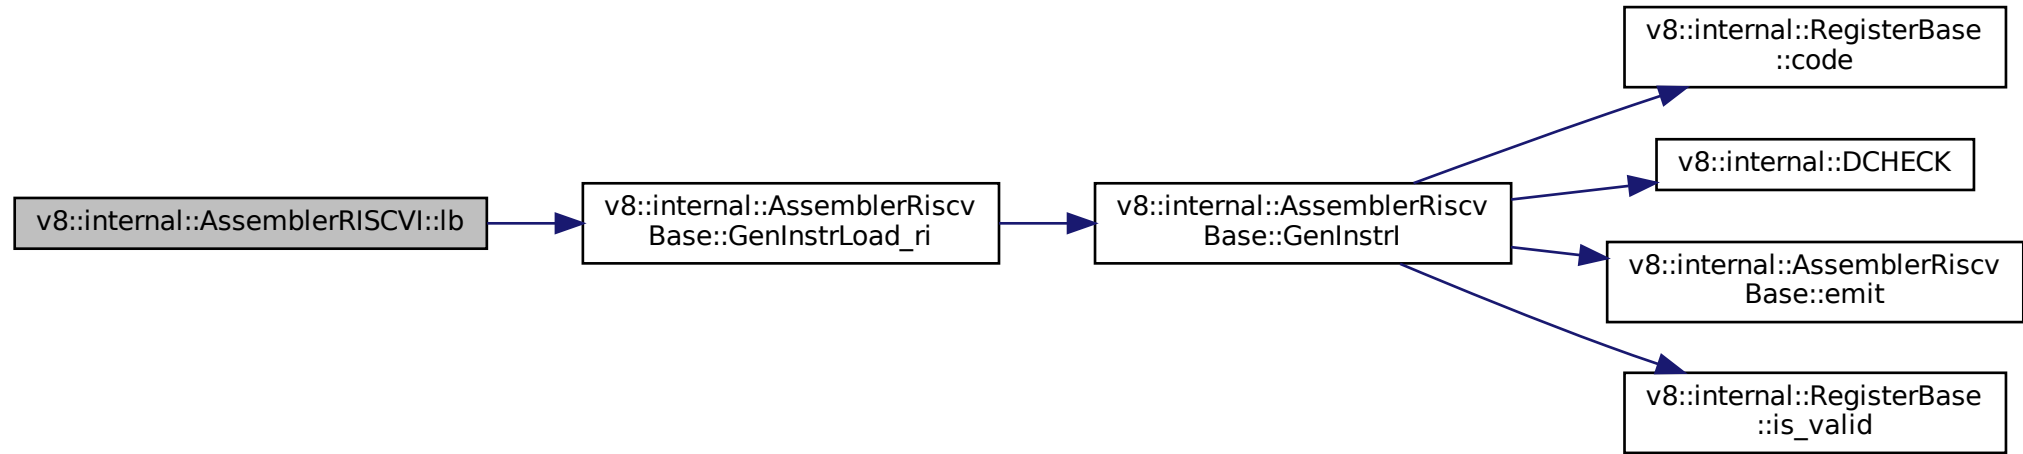 v8::internal::AssemblerRISCVI::lb
v8::internal::AssemblerRiscv
Base::GenInstrLoad_ri
v8::internal::AssemblerRiscv
Base::GenInstrI
v8::internal::RegisterBase
::code
v8::internal::DCHECK
v8::internal::AssemblerRiscv
Base::emit
v8::internal::RegisterBase
::is_valid